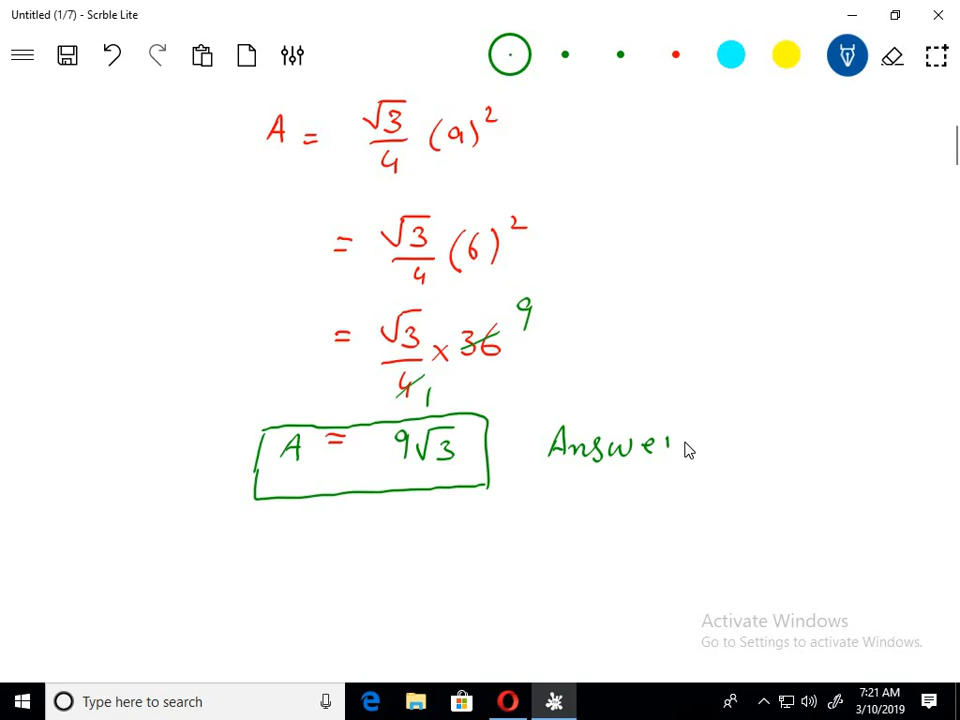 Untitled (1/7) - Scrble Lite
A = √3/4 (a)²
= √3/4 (6)²
= √3/4 × 36 9
1
A = 9√3 Answer
Activate Windows
Go to Settings to activate Windows.
Type here to search
7:21 AM
3/10/2019